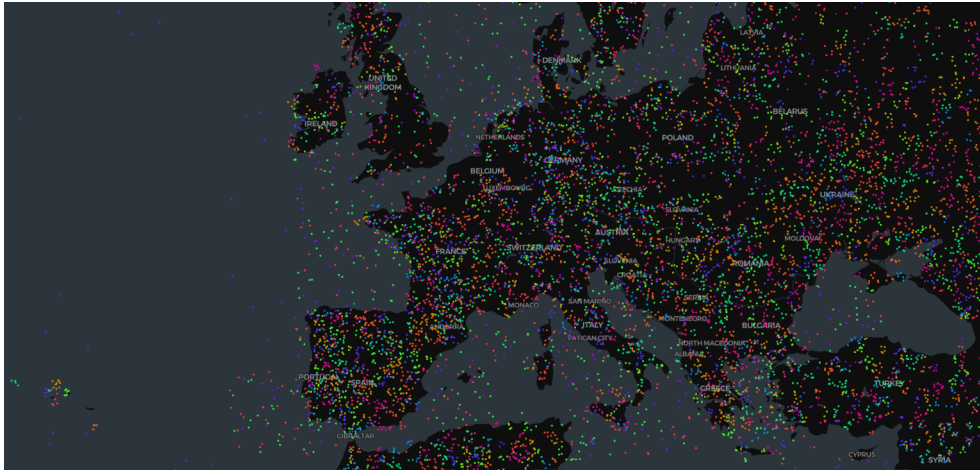 LATVIA
DENMARK
LITHUANIA
UNITED
KINGDOM
BELARUS
IRELAND
NETHERLANDS
POLAND
GERMANY
BELGIUM
LUXEMBOURG
CZECHIA
UKRAINE
SLOVAKIA
AUSTRIA
MOLDOVA
HUNGARY
FRANCE
SWITZERLAND
SLOVENIA
ROMANIA
CROATIA
SERBIA
SAN MARINO
MONACO
MONTENEGRO
ITALY
BULGARIA
ANDORRA
VATICAN CITY
NORTH MACEDONIA
ALBANIA
PORTUGAL
SPAIN
TURKEY
GREECE
GIBRALTAR
CYPRUS
SYRIA